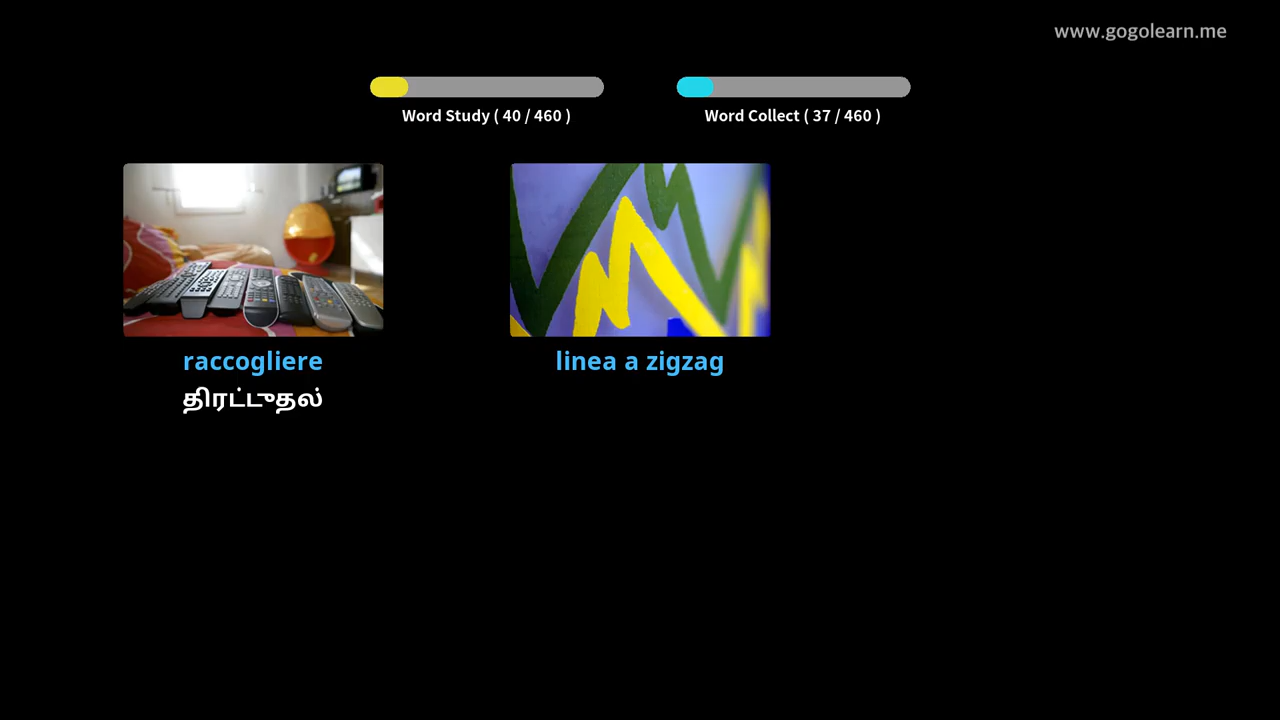 www.gogolearn.me
Word Study ( 40 / 460 )
Word Collect ( 37 / 460 )
raccogliere
திரட்டுதல்
linea a zigzag